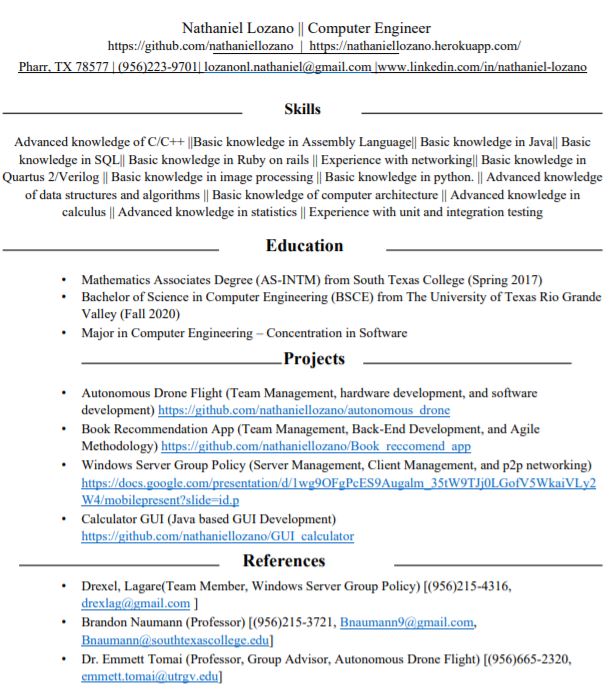 Nathaniel Lozano || Computer Engineer
https://github.com/nathaniellozano | https://nathaniellozano.herokuapp.com/
Pharr, TX 78577 | (956)223-9701| lozanonl.nathaniel@gmail.com |www.linkedin.com/in/nathaniel-lozano
Skills
Advanced knowledge of C/C++ ||Basic knowledge in Assembly Language|| Basic knowledge in Java|| Basic
knowledge in SQL|| Basic knowledge in Ruby on rails || Experience with networking|| Basic knowledge in
Quartus 2/Verilog || Basic knowledge in image processing || Basic knowledge in python. || Advanced knowledge
of data structures and algorithms || Basic knowledge of computer architecture || Advanced knowledge in
calculus || Advanced knowledge in statistics || Experience with unit and integration testing
Education
• Mathematics Associates Degree (AS-INTM) from South Texas College (Spring 2017)
• Bachelor of Science in Computer Engineering (BSCE) from The University of Texas Rio Grande
Valley (Fall 2020)
• Major in Computer Engineering – Concentration in Software
Projects
• Autonomous Drone Flight (Team Management, hardware development, and software
development) https://github.com/nathaniellozano/autonomous_drone
• Book Recommendation App (Team Management, Back-End Development, and Agile
Methodology) https://github.com/nathaniellozano/Book_reccomend_app
• Windows Server Group Policy (Server Management, Client Management, and p2p networking)
https://docs.google.com/presentation/d/1wg9OFgPcES9Augalm_35tW9TJj0LGofV5WkaiVLy2
W4/mobilepresent?slide=id.p
• Calculator GUI (Java based GUI Development)
https://github.com/nathaniellozano/GUI_calculator
References
• Drexel, Lagare(Team Member, Windows Server Group Policy) [(956)215-4316,
drexlag@gmail.com ]
• Brandon Naumann (Professor) [(956)215-3721, Bnaumann9@gmail.com,
Bnaumann@southtexascollege.edu]
• Dr. Emmett Tomai (Professor, Group Advisor, Autonomous Drone Flight) [(956)665-2320,
emmett.tomai@utrgv.edu]